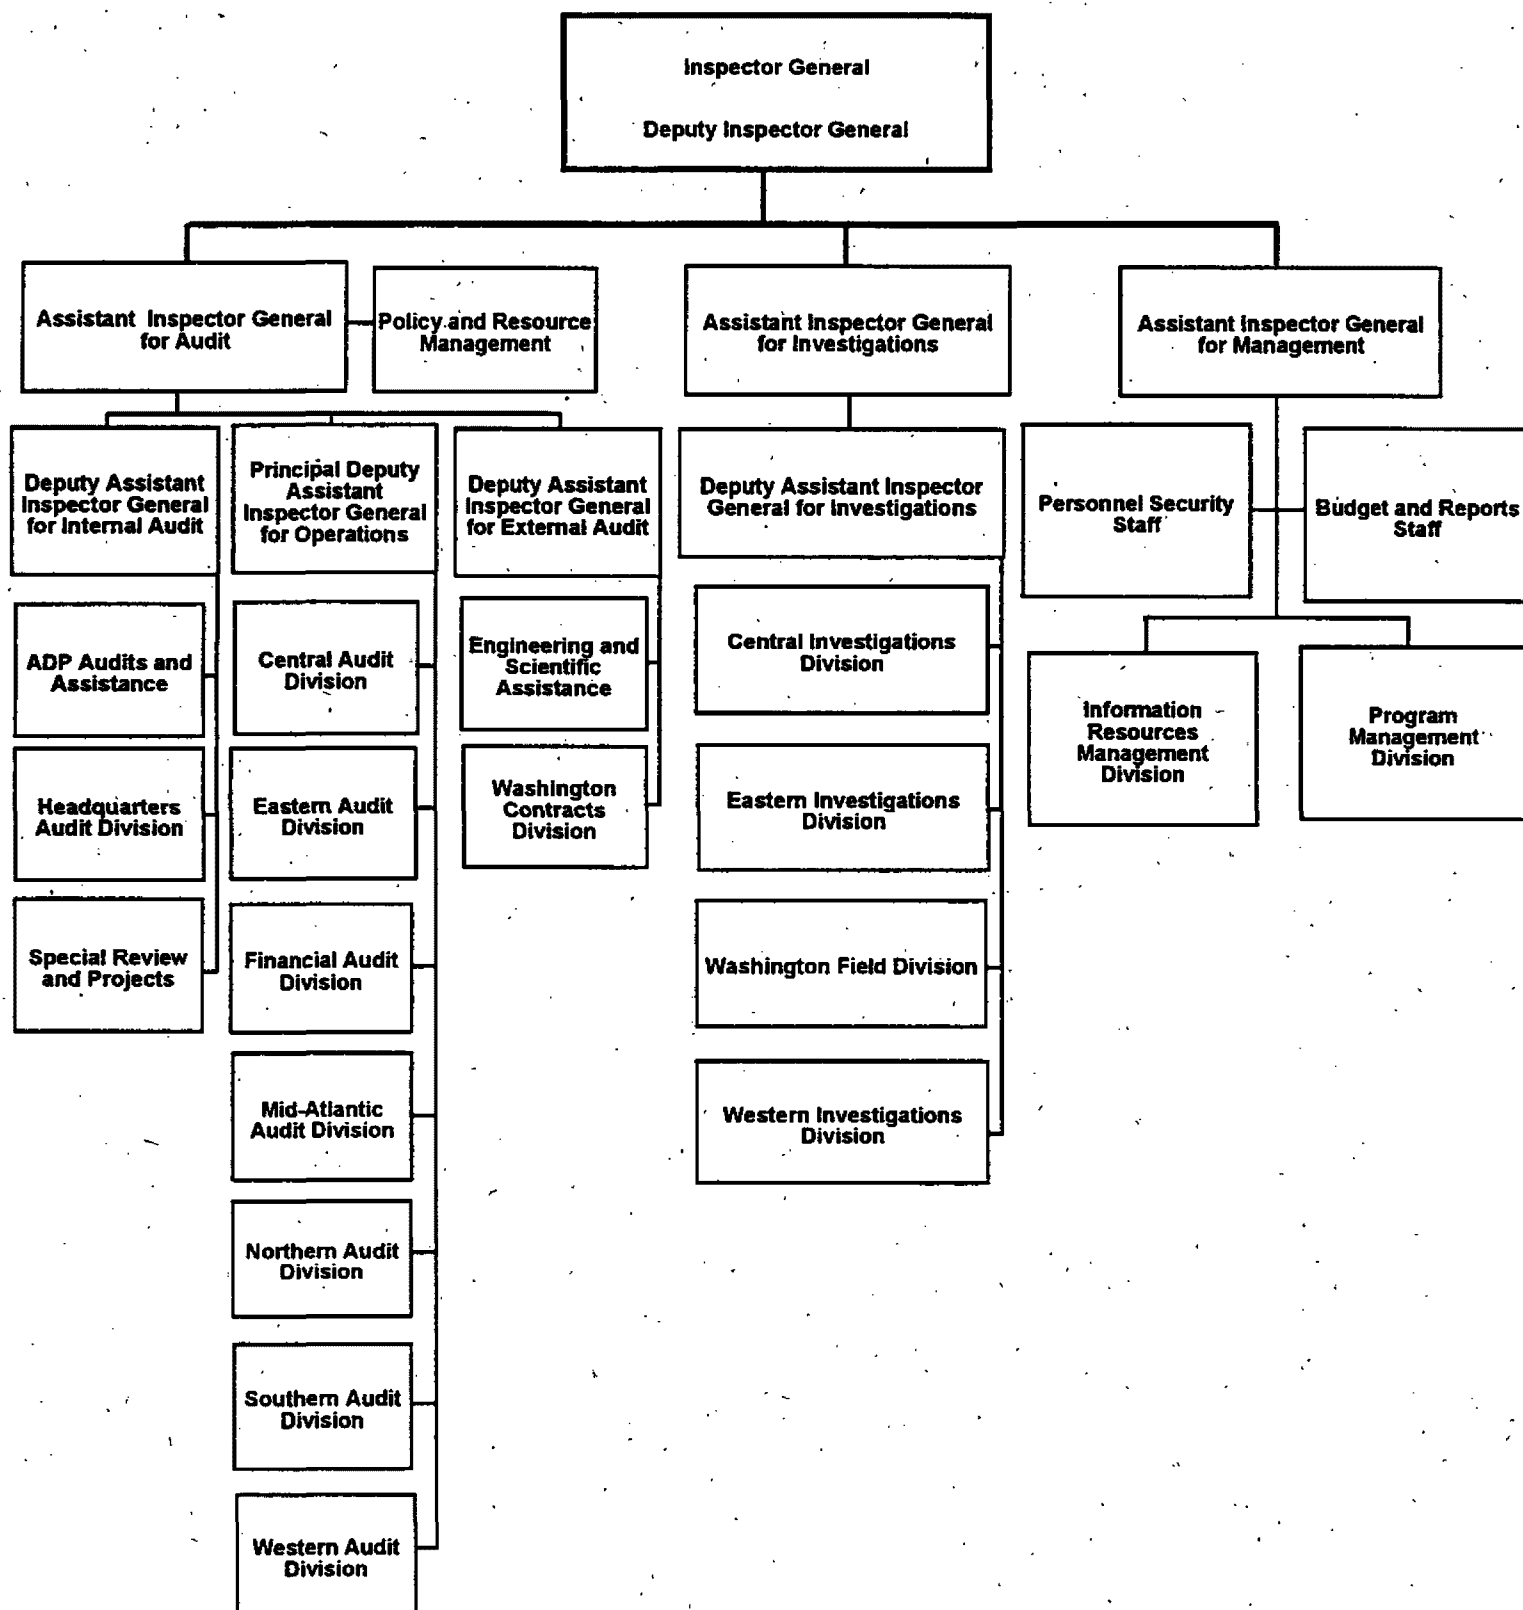 Inspector General
Deputy Inspector General
Assistant Inspector General
for Audit
Policy and Resource
Management
Assistant Inspector General
for Investigations
Assistant Inspector General
for Management
Deputy Assistant
Inspector General
for Internal Audit
Principal Deputy
Assistant
Inspector General
for Operations
Deputy Assistant
Inspector General
for External Audit
Deputy Assistant Inspector
General for Investigations
Personnel Security
Staff
Budget and Reports
Staff
ADP Audits and
Assistance
Headquarters
Audit Division
Special Review
and Projects
Central Audit
Division
Eastern Audit
Division
Financial Audit
Division
Mid-Atlantic
Audit Division
Northern Audit
Division
Southern Audit
Division
Western Audit
Division
Engineering and
Scientific
Assistance
Washington
Contracts
Division
Central Investigations
Division
Eastern Investigations
Division
Washington Field Division
Western Investigations
Division
Information
Resources
Management
Division
Program
Management
Division